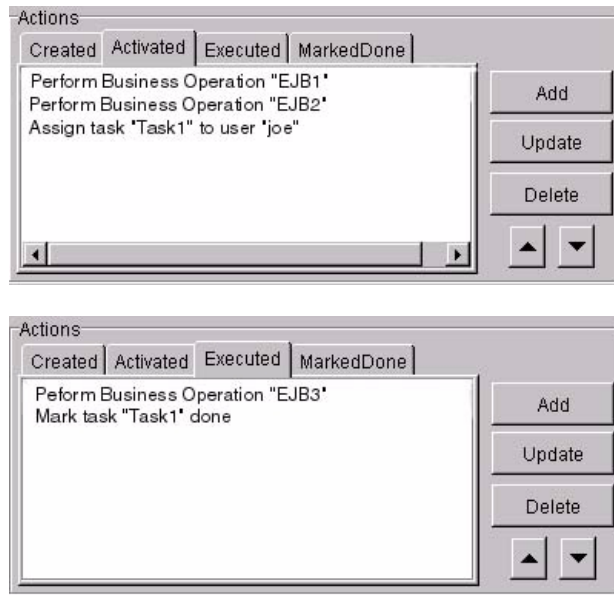 Actions
Created Activated Executed MarkedDone
Perform Business Operation "EJB1"
Perform Business Operation "EJB2"
Assign task "Task1" to user "joe"
Add
Update
Delete
Actions
Created Activated Executed MarkedDone
Peform Business Operation "EJB3"
Mark task "Task1" done
Add
Update
Delete